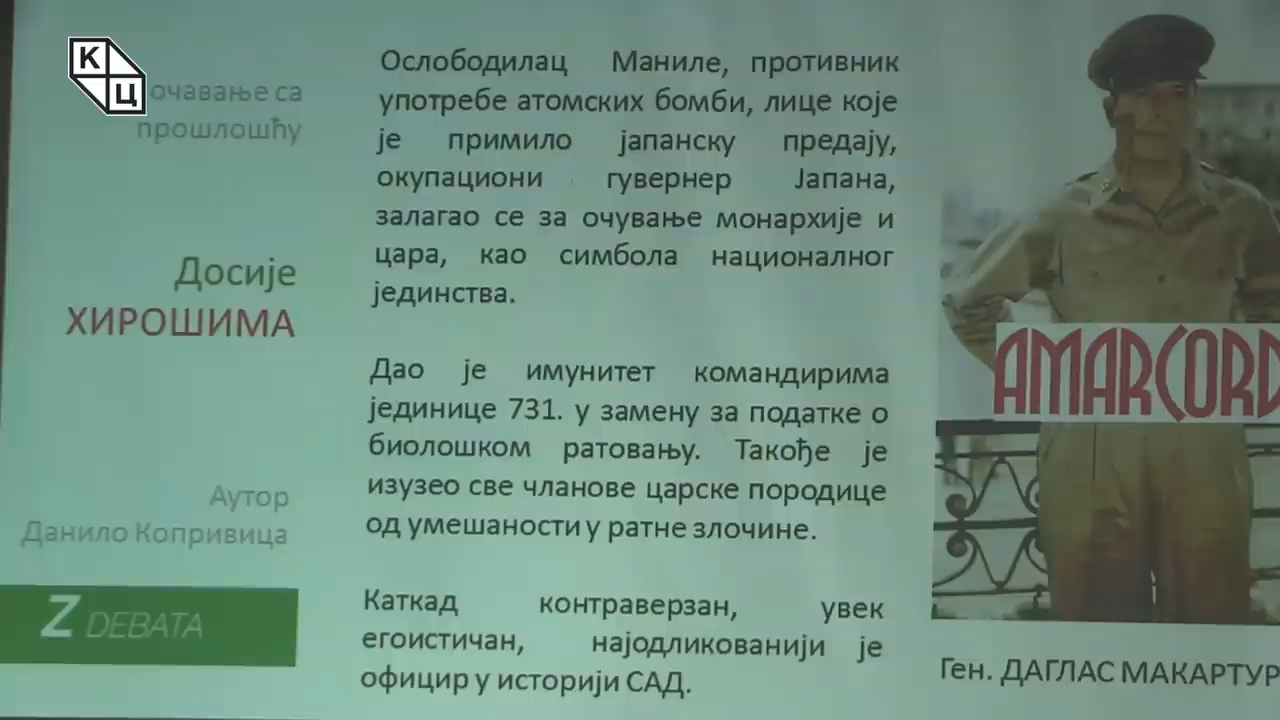 КЦ
очавање са
прошлошћу
Досије
ХИРОШИМА
Аутор
Данило Копривица
Z DEBATA
Ослободилац Маниле, противник
употребе атомских бомби, лице које
је примило јапанску предају,
окупациони гувернер Јапана,
залагао се за очување монархије и
цара, као симбола националног
јединства.
Дао је имунитет командирима
јединице 731. у замену за податке о
биолошком ратовању. Такође је
изузео све чланове царске породице
од умешаности у ратне злочине.
Каткад контраверзан, увек
егоистичан, најодликованији је
официр у историји САД.
AMARCORD
Ген. ДАГЛАС МАКАРТУР